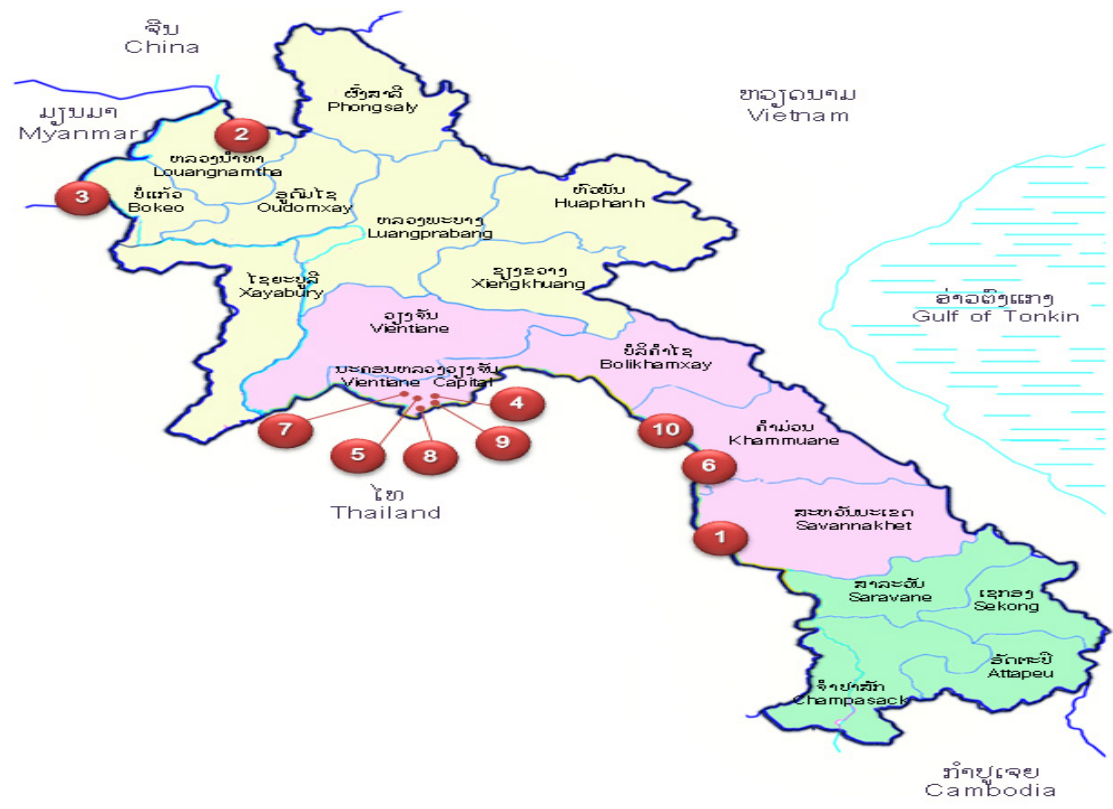 ຈີນ
China
ມຽນມາ
Myanmar
ຜົ້ງສາລີ
Phongsaly
ຫວຽດນາມ
Vietnam
2
ຫລວງນ້ຳທາ
Louangnamtha
3
ບໍ່ແກ້ວ
Bokeo
ອູດົມໄຊ
Oudomxay
ຫລວງພະບາງ
Luangprabang
ຫົວພັນ
Huaphanh
ໄຊຍະບູລີ
Xayabury
ຊຽງຂວາງ
Xiengkhuang
ອ່າວຕົງແກງ
Gulf of Tonkin
ວຽງຈັນ
Vientiane
ບໍລິຄຳໄຊ
Bolikhamxay
ນະຄອນຫລວງວຽງຈັນ
Vientiane Capital
4
7
5
8
9
10
ຄຳມ່ວນ
Khammuane
6
ໄທ
Thailand
ສະຫວັນນະເຂດ
Savannakhet
1
ສາລະວັນ
Saravane
ເຊກອງ
Sekong
ອັດຕະປື
Attapeu
ຈຳປາສັກ
Champasack
ກຳປູເຈຍ
Cambodia